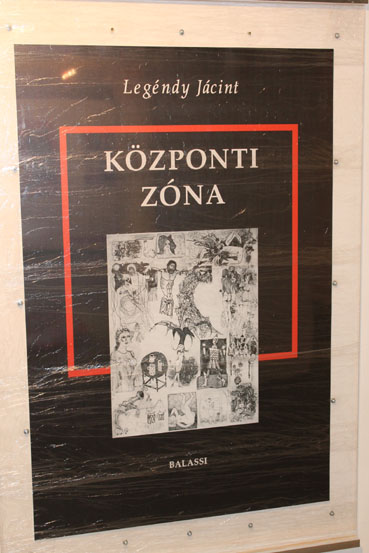 Legéndy Jácint
KÖZPONTI
ZÓNA
BALASSI